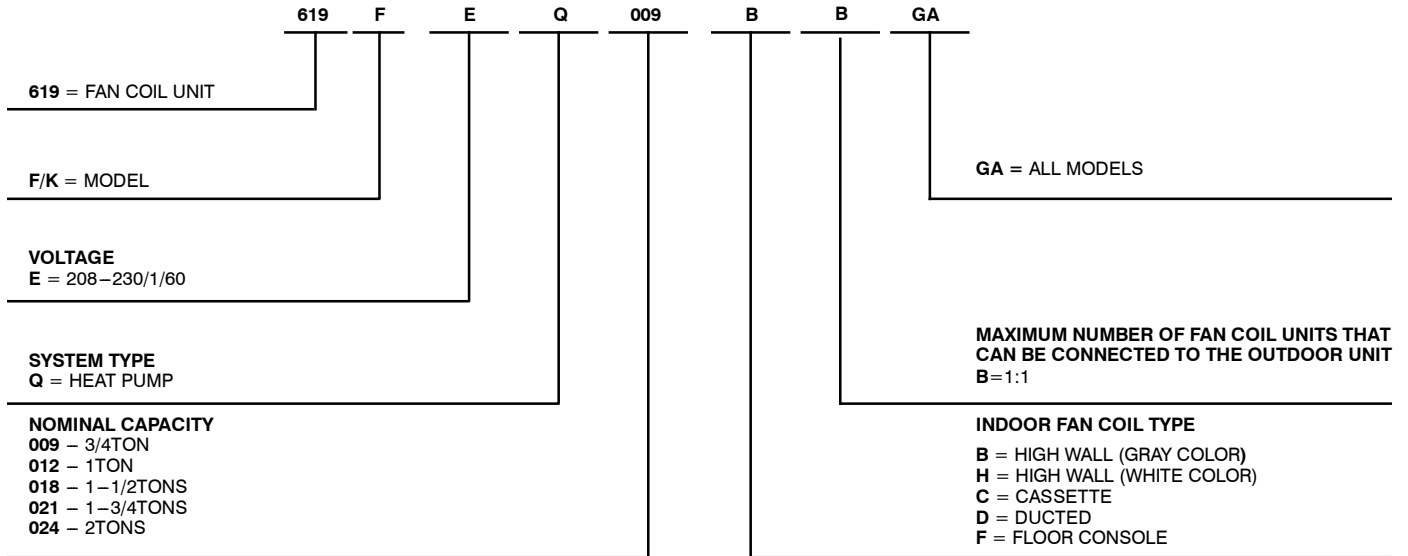 619 F E Q 009 B B GA
619 = FAN COIL UNIT
F/K = MODEL
VOLTAGE
E = 208−230/1/60
SYSTEM TYPE
Q = HEAT PUMP
NOMINAL CAPACITY
009 − 3/4TON
012 − 1TON
018 − 1−1/2TONS
021 − 1−3/4TONS
024 − 2TONS
GA = ALL MODELS
MAXIMUM NUMBER OF FAN COIL UNITS THAT
CAN BE CONNECTED TO THE OUTDOOR UNIT
B=1:1
INDOOR FAN COIL TYPE
B = HIGH WALL (GRAY COLOR)
H = HIGH WALL (WHITE COLOR)
C = CASSETTE
D = DUCTED
F = FLOOR CONSOLE